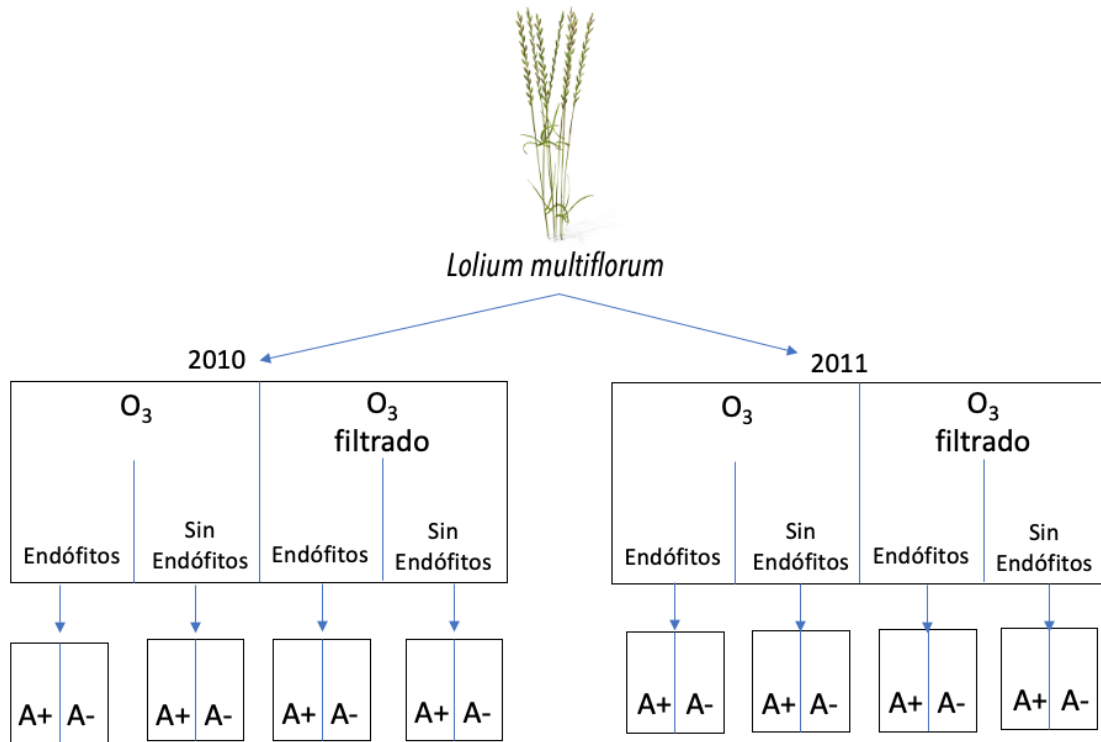 Lolium multiflorum
2010
O₃
O₃
filtrado
Endófitos
Sin
Endófitos
Endófitos
Sin
Endófitos
A+ A-
A+ A-
A+ A-
A+ A-
2011
O₃
O₃
filtrado
Endófitos
Sin
Endófitos
Endófitos
Sin
Endófitos
A+ A-
A+ A-
A+ A-
A+ A-